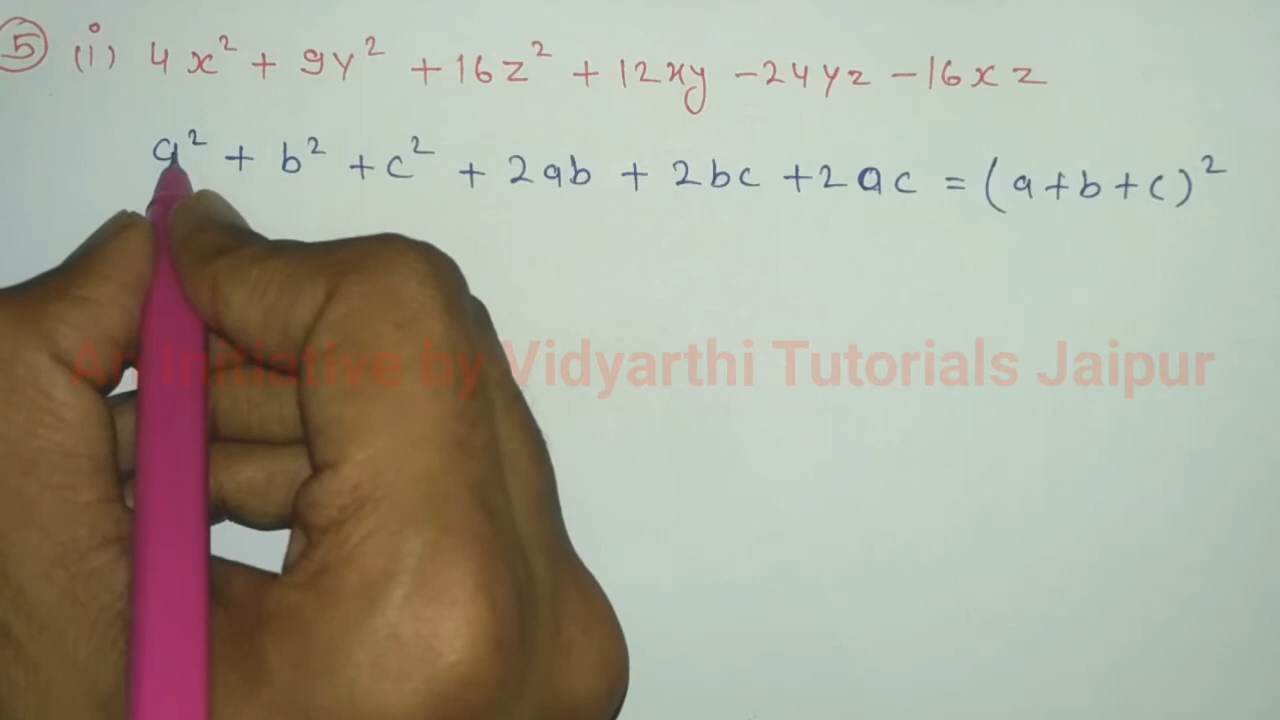 5 (i) 4x² + 9y² + 16z² + 12xy - 24yz - 16xz
a² + b² + c² + 2ab + 2bc + 2ac = (a+b+c)²
An Initiative by Vidyarthi Tutorials Jaipur